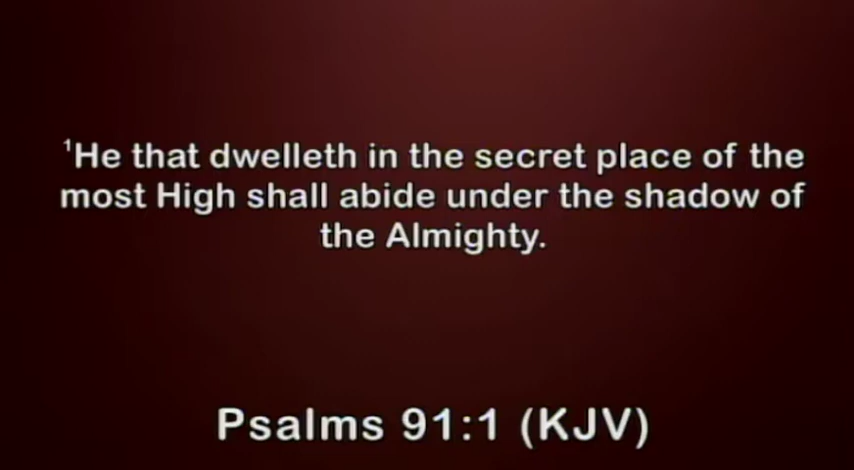 ¹He that dwelleth in the secret place of the
most High shall abide under the shadow of
the Almighty.
Psalms 91:1 (KJV)